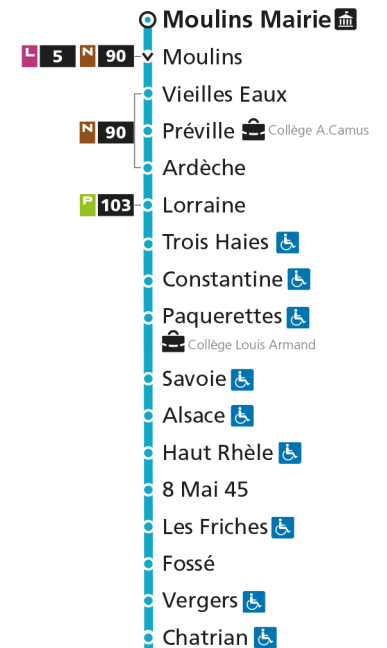 Moulins Mairie
L 5 N 90 Moulins
Vieilles Eaux
N 90 Préville Collège A.Camus
Ardèche
P 103 Lorraine
Trois Haies
Constantine
Paquerettes
Collège Louis Armand
Savoie
Alsace
Haut Rhèle
8 Mai 45
Les Friches
Fossé
Vergers
Chatrian